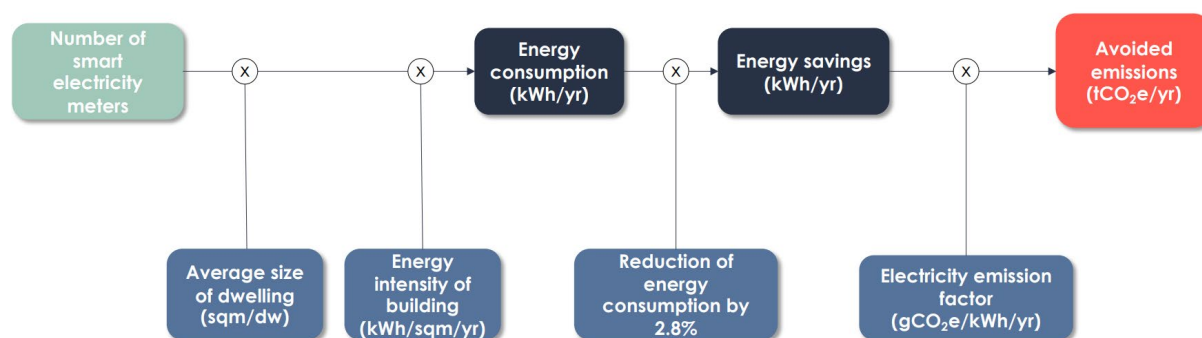 Number of
smart
electricity
meters
X
X
Energy
consumption
(kWh/yr)
X
Energy savings
(kWh/yr)
X
Avoided
emissions
(tCO₂e/yr)
Average size
of dwelling
(sqm/dw)
Energy
intensity of
building
(kWh/sqm/yr)
Reduction of
energy
consumption by
2.8%
Electricity emission
factor
(gCO₂e/kWh/yr)